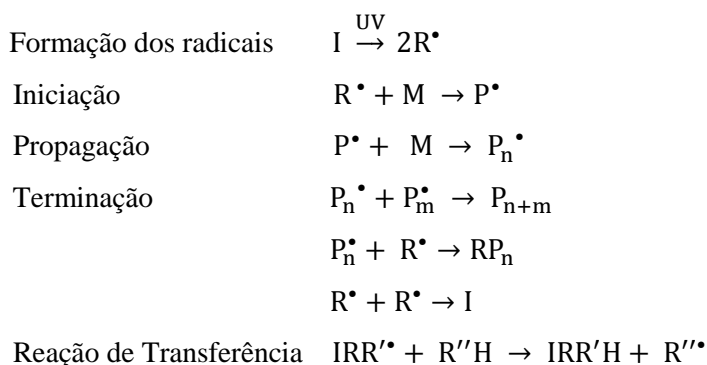 UV
Formação dos radicais I → 2R•
Iniciação R• + M → P•
Propagação P• + M → Pn•
Terminação Pn• + Pm• → Pn+m
Pn• + R• → RPn
R• + R• → I
Reação de Transferência IRR′• + R′′H → IRR′H + R′′•